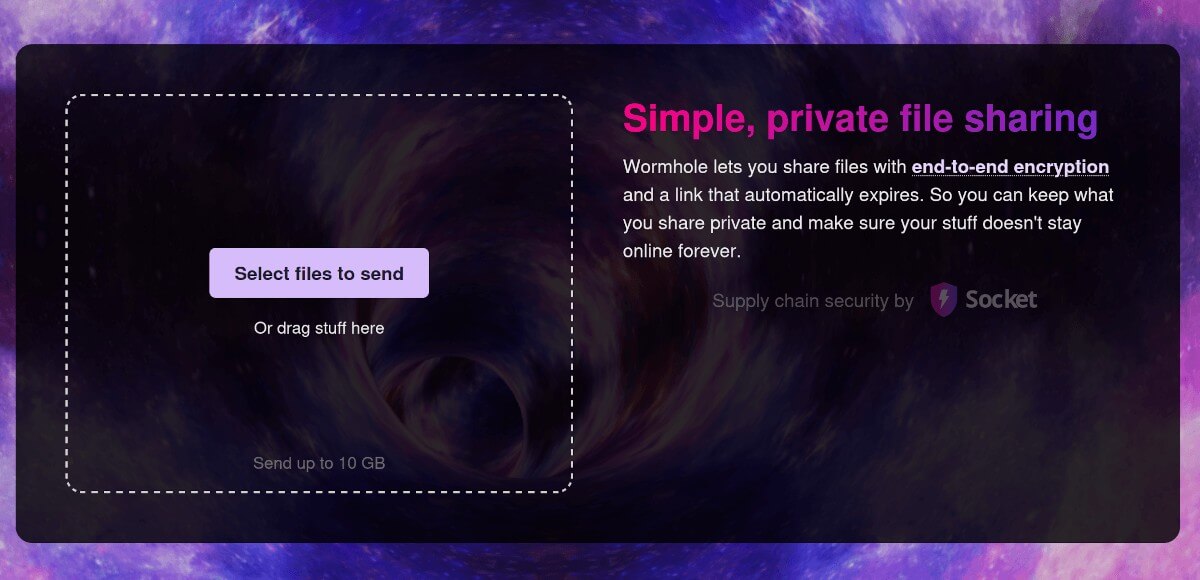 Select files to send
Or drag stuff here
Send up to 10 GB
Simple, private file sharing
Wormhole lets you share files with end-to-end encryption
and a link that automatically expires. So you can keep what
you share private and make sure your stuff doesn't stay
online forever.
Supply chain security by Socket